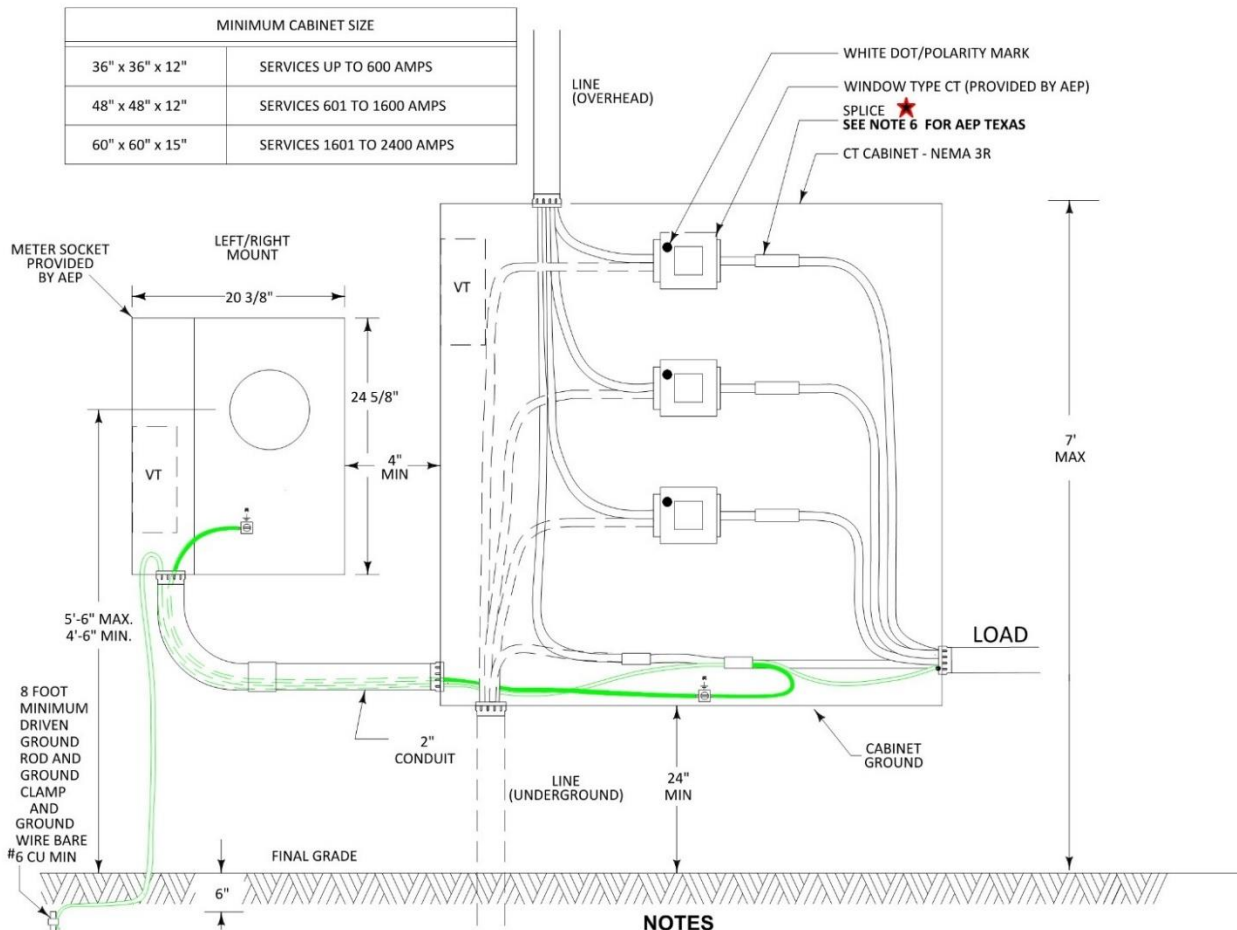 MINIMUM CABINET SIZE
36" x 36" x 12" SERVICES UP TO 600 AMPS
48" x 48" x 12" SERVICES 601 TO 1600 AMPS
60" x 60" x 15" SERVICES 1601 TO 2400 AMPS
LINE
(OVERHEAD)
WHITE DOT/POLARITY MARK
WINDOW TYPE CT (PROVIDED BY AEP)
SPLICE
SEE NOTE 6 FOR AEP TEXAS
CT CABINET - NEMA 3R
METER SOCKET
PROVIDED
BY AEP
LEFT/RIGHT
MOUNT
20 3/8"
24 5/8"
VT
VT
4"
MIN
7'
MAX
5'-6" MAX.
4'-6" MIN.
LOAD
8 FOOT
MINIMUM
DRIVEN
GROUND
ROD AND
GROUND
CLAMP
AND
GROUND
WIRE BARE
#6 CU MIN
2"
CONDUIT
LINE
(UNDERGROUND)
24"
MIN
CABINET
GROUND
FINAL GRADE
6"
NOTES